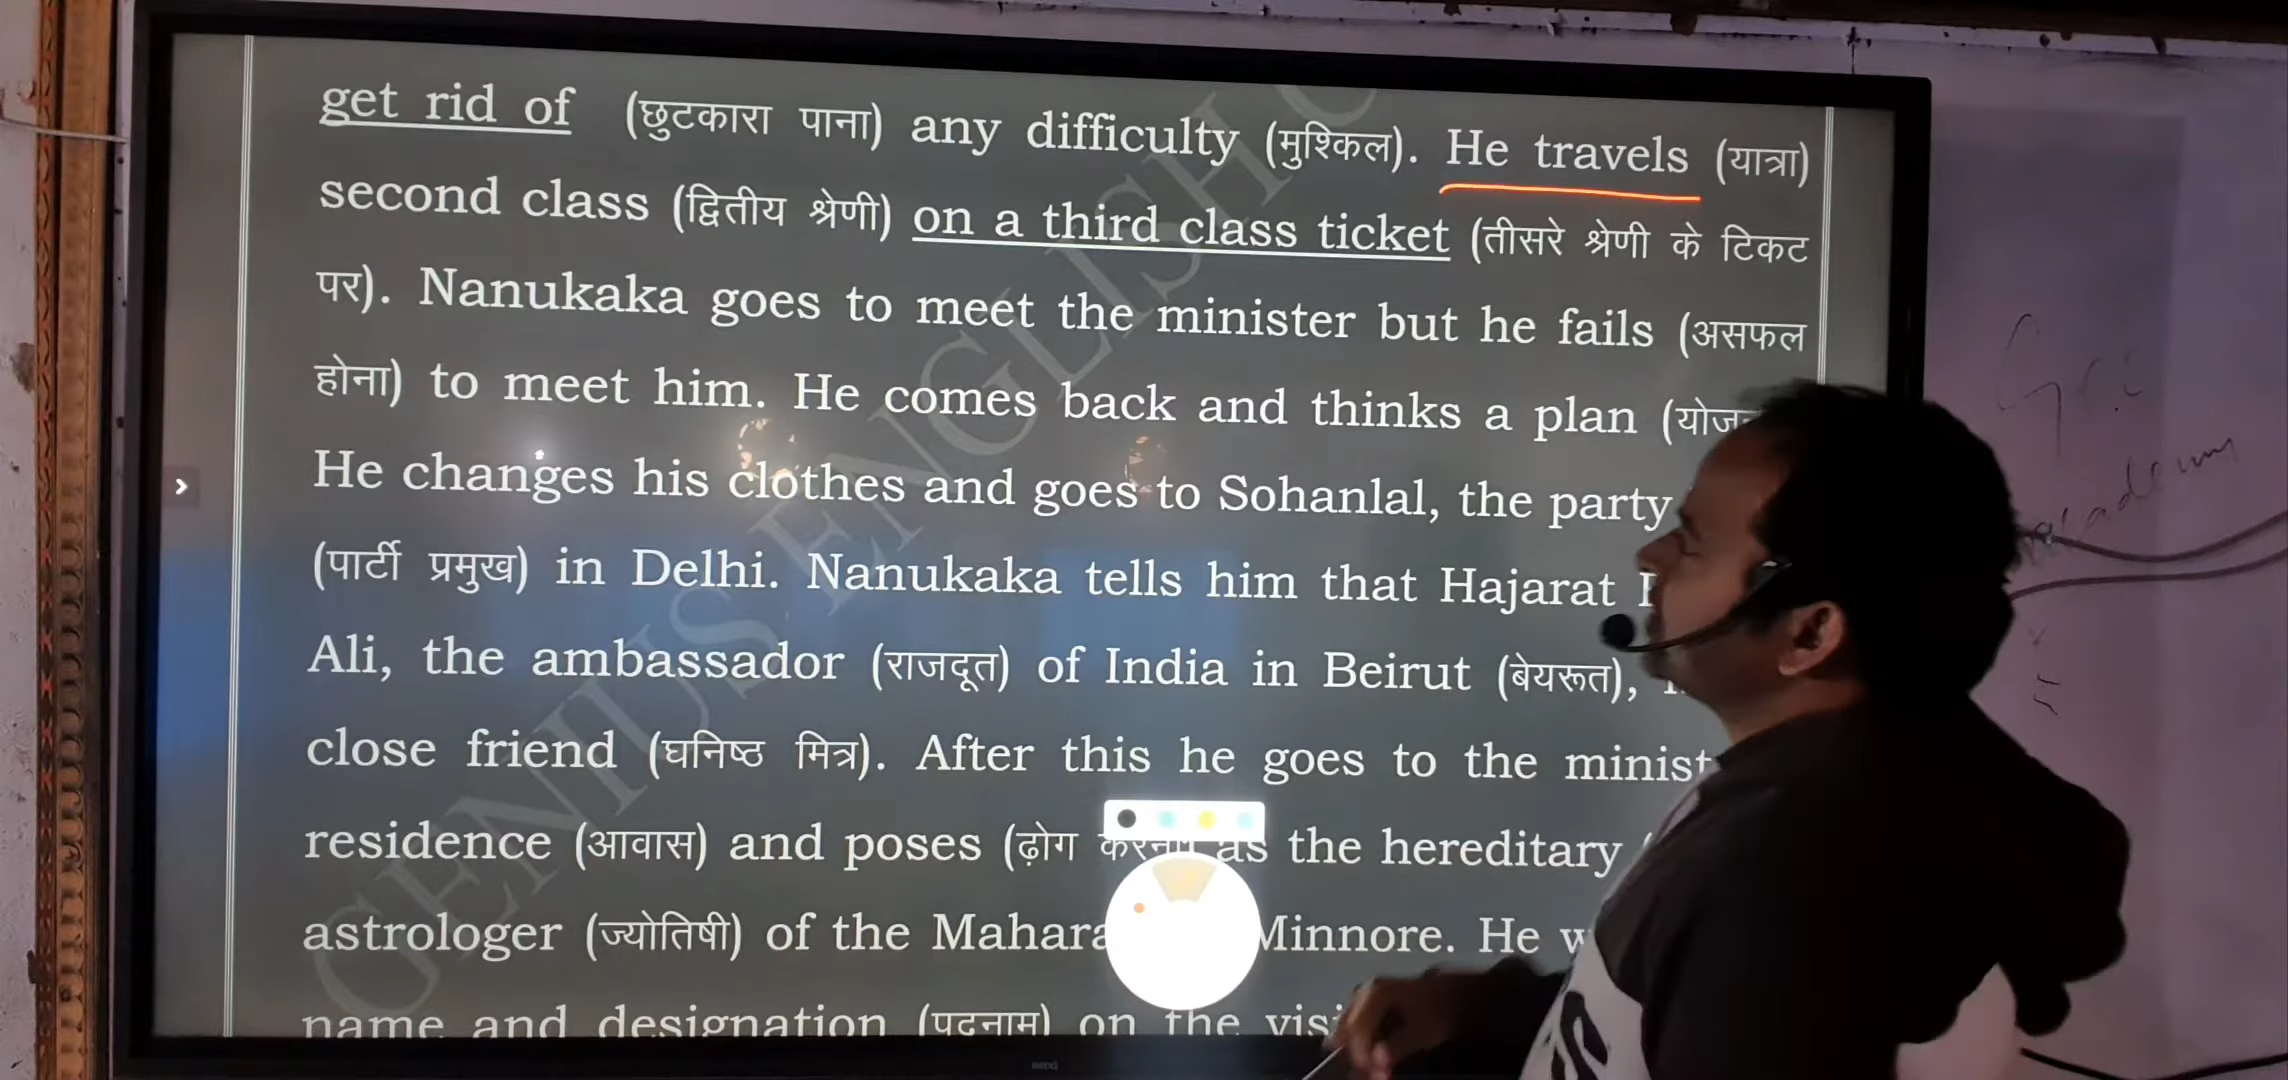 get rid of (छुटकारा पाना) any difficulty (मुश्किल). He travels (यात्रा)
second class (द्वितीय श्रेणी) on a third class ticket (तीसरे श्रेणी के टिकट
पर). Nanukaka goes to meet the minister but he fails (असफल
होना) to meet him. He comes back and thinks a plan
He changes his clothes and goes to Sohanlal, the party
(पार्टी प्रमुख) in Delhi. Nanukaka tells him that Hajarat
Ali, the ambassador (राजदूत) of India in Beirut (बेयरूत),
close friend (घनिष्ठ मित्र). After this he goes to the
residence (आवास) and poses (ढ़ोग करना) as the hereditary
astrologer (ज्योतिषी) of the Minnore. He
name and designation (पदनाम) on the
GENIUS ENGLISH